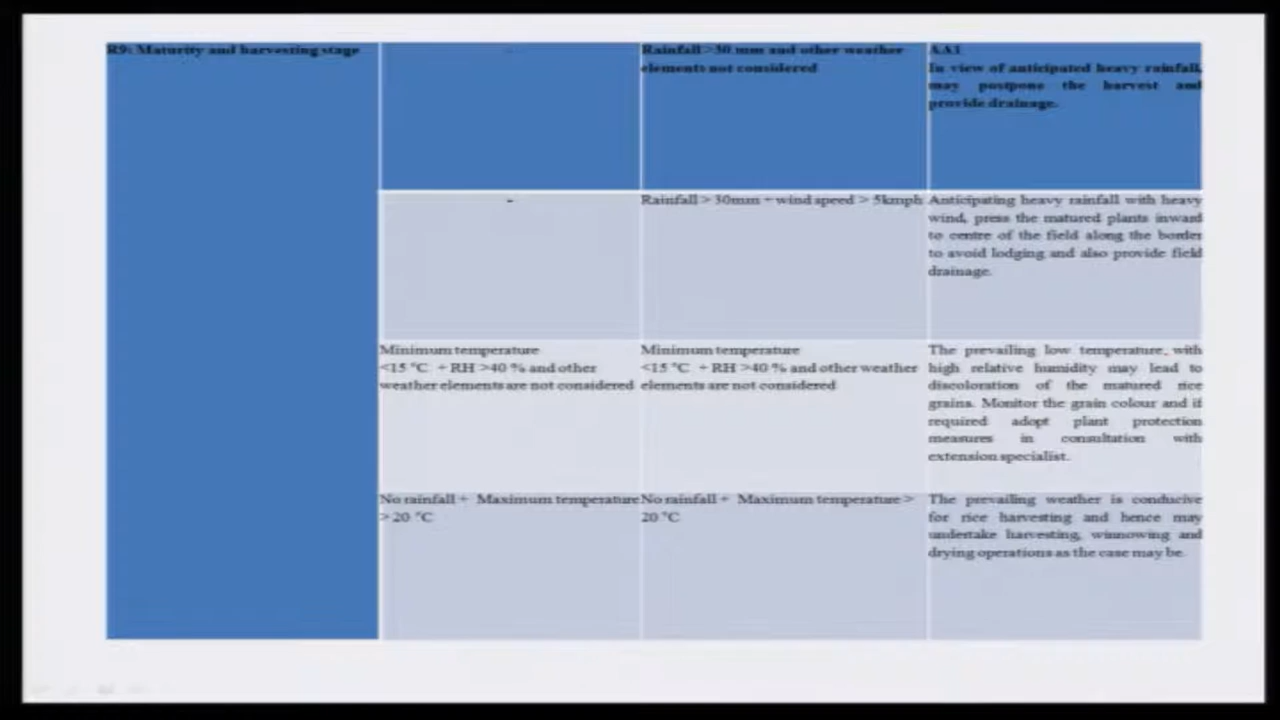 R9: Maturity and harvesting stage
-
Rainfall >30 mm and other weather
elements not considered
AA1
In view of anticipated heavy rainfall,
may postpone the harvest and
provide drainage.
-
Rainfall > 30mm + wind speed > 5kmph
Anticipating heavy rainfall with heavy
wind, press the matured plants inward
to centre of the field along the border
to avoid lodging and also provide field
drainage.
Minimum temperature
<15 °C + RH >40 % and other
weather elements are not considered
Minimum temperature
<15 °C + RH >40 % and other weather
elements are not considered
The prevailing low temperature, with
high relative humidity may lead to
discoloration of the matured rice
grains. Monitor the grain colour and if
required adopt plant protection
measures in consultation with
extension specialist.
No rainfall + Maximum temperature
> 20 °C
No rainfall + Maximum temperature >
20 °C
The prevailing weather is conducive
for rice harvesting and hence may
undertake harvesting, winnowing and
drying operations as the case may be.